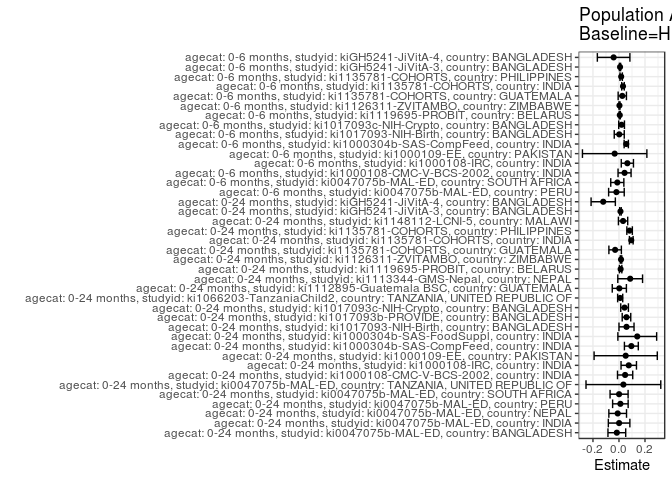 Population A
Baseline=H
agecat: 0-6 months, studyid: kiGH5241-JiVitA-4, country: BANGLADESH
agecat: 0-6 months, studyid: kiGH5241-JiVitA-3, country: BANGLADESH
agecat: 0-6 months, studyid: ki1135781-COHORTS, country: PHILIPPINES
agecat: 0-6 months, studyid: ki1135781-COHORTS, country: INDIA
agecat: 0-6 months, studyid: ki1135781-COHORTS, country: GUATEMALA
agecat: 0-6 months, studyid: ki1126311-ZVITAMBO, country: ZIMBABWE
agecat: 0-6 months, studyid: ki1119695-PROBIT, country: BELARUS
agecat: 0-6 months, studyid: ki1017093c-NIH-Crypto, country: BANGLADESH
agecat: 0-6 months, studyid: ki1017093-NIH-Birth, country: BANGLADESH
agecat: 0-6 months, studyid: ki1000304b-SAS-CompFeed, country: INDIA
agecat: 0-6 months, studyid: ki1000109-EE, country: PAKISTAN
agecat: 0-6 months, studyid: ki1000108-IRC, country: INDIA
agecat: 0-6 months, studyid: ki1000108-CMC-V-BCS-2002, country: INDIA
agecat: 0-6 months, studyid: ki0047075b-MAL-ED, country: SOUTH AFRICA
agecat: 0-6 months, studyid: ki0047075b-MAL-ED, country: PERU
agecat: 0-24 months, studyid: kiGH5241-JiVitA-4, country: BANGLADESH
agecat: 0-24 months, studyid: kiGH5241-JiVitA-3, country: BANGLADESH
agecat: 0-24 months, studyid: ki1148112-LCNI-5, country: MALAWI
agecat: 0-24 months, studyid: ki1135781-COHORTS, country: PHILIPPINES
agecat: 0-24 months, studyid: ki1135781-COHORTS, country: INDIA
agecat: 0-24 months, studyid: ki1135781-COHORTS, country: GUATEMALA
agecat: 0-24 months, studyid: ki1126311-ZVITAMBO, country: ZIMBABWE
agecat: 0-24 months, studyid: ki1119695-PROBIT, country: BELARUS
agecat: 0-24 months, studyid: ki1113344-GMS-Nepal, country: NEPAL
agecat: 0-24 months, studyid: ki1112895-Guatemala BSC, country: GUATEMALA
agecat: 0-24 months, studyid: ki1066203-TanzaniaChild2, country: TANZANIA, UNITED REPUBLIC OF
agecat: 0-24 months, studyid: ki1017093c-NIH-Crypto, country: BANGLADESH
agecat: 0-24 months, studyid: ki1017093b-PROVIDE, country: BANGLADESH
agecat: 0-24 months, studyid: ki1017093-NIH-Birth, country: BANGLADESH
agecat: 0-24 months, studyid: ki1000304b-SAS-FoodSuppl, country: INDIA
agecat: 0-24 months, studyid: ki1000304b-SAS-CompFeed, country: INDIA
agecat: 0-24 months, studyid: ki1000109-EE, country: PAKISTAN
agecat: 0-24 months, studyid: ki1000108-IRC, country: INDIA
agecat: 0-24 months, studyid: ki1000108-CMC-V-BCS-2002, country: INDIA
agecat: 0-24 months, studyid: ki0047075b-MAL-ED, country: TANZANIA, UNITED REPUBLIC OF
agecat: 0-24 months, studyid: ki0047075b-MAL-ED, country: SOUTH AFRICA
agecat: 0-24 months, studyid: ki0047075b-MAL-ED, country: PERU
agecat: 0-24 months, studyid: ki0047075b-MAL-ED, country: NEPAL
agecat: 0-24 months, studyid: ki0047075b-MAL-ED, country: INDIA
agecat: 0-24 months, studyid: ki0047075b-MAL-ED, country: BANGLADESH
-0.2 0.0 0.2
Estimate